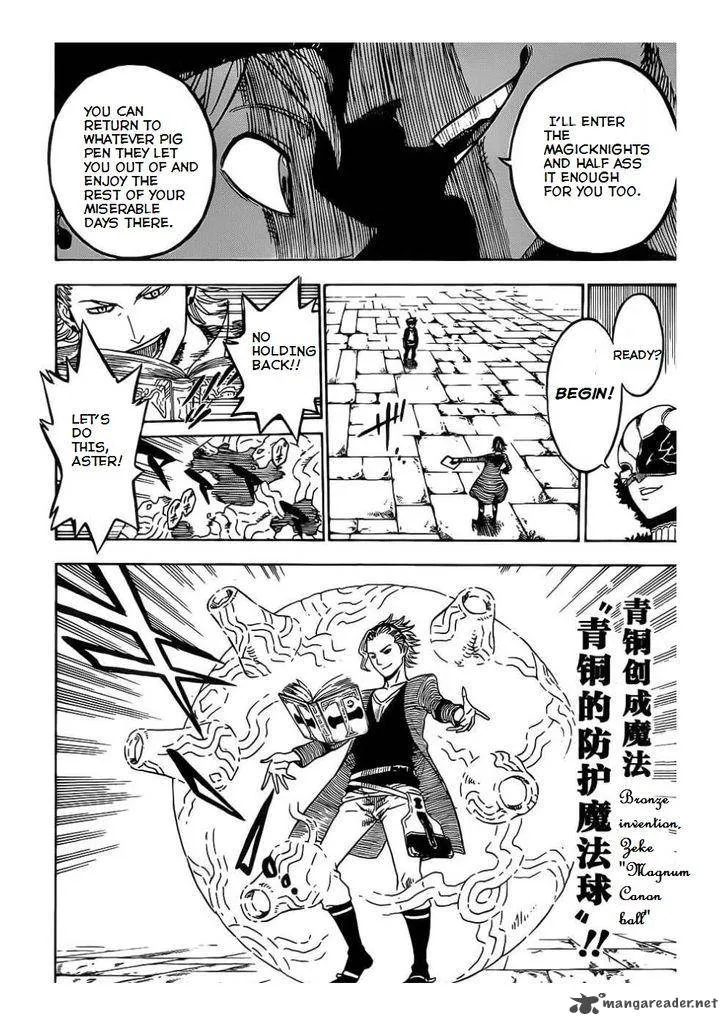 I'LL ENTER
THE
MAGICKNIGHTS
AND HALF ASS
IT ENOUGH
FOR YOU TOO.
YOU CAN
RETURN TO
WHATEVER PIG
PEN THEY LET
YOU OUT OF AND
ENJOY THE
REST OF YOUR
MISERABLE
DAYS THERE.
READY?
BEGIN!
NO
HOLDING
BACK!!
LET'S
DO
THIS,
ASTER!
青铜创成魔法
"青铜的防护魔法球"!!
Bronze
invention,
Zeke
"Magnum
Canon
ball"
mangareader.net